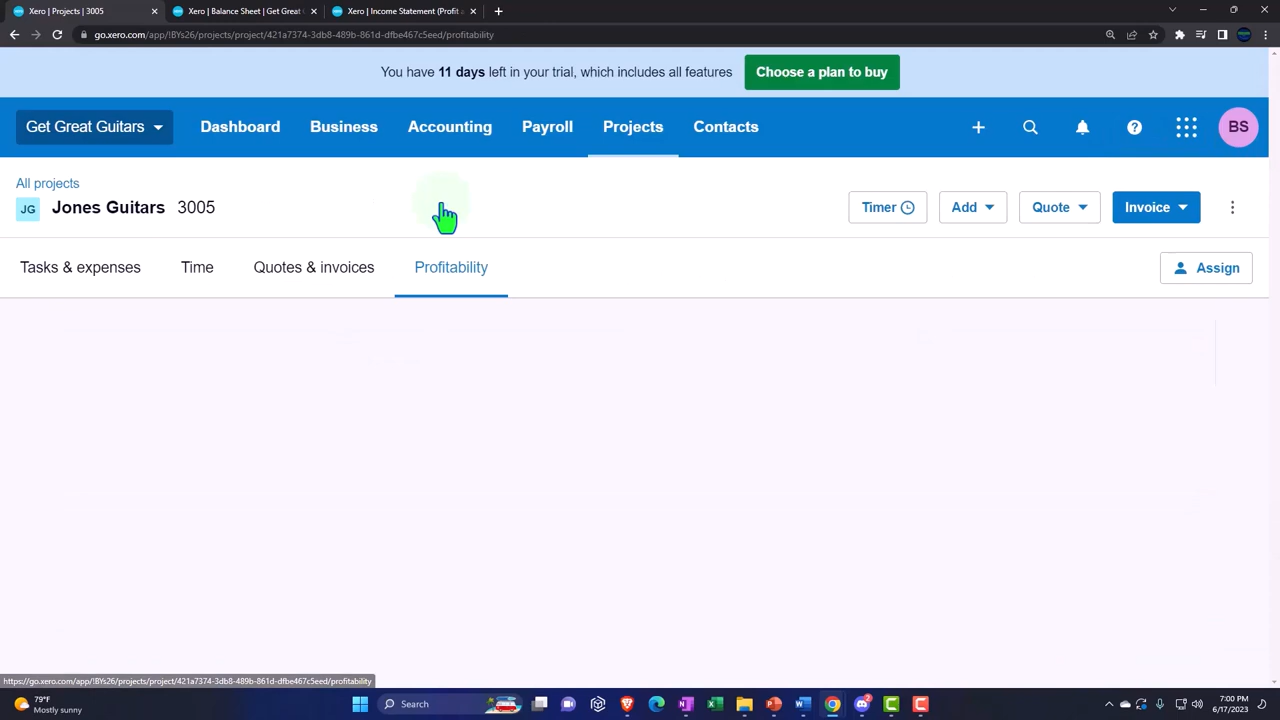 Xero | Projects | 3005
Xero | Balance Sheet | Get Great
Xero | Income Statement (Profit a
go.xero.com/app/!BYs26/projects/project/421a7374-3db8-489b-861d-dfbe467c5eed/profitability
You have 11 days left in your trial, which includes all features
Choose a plan to buy
Get Great Guitars
Dashboard
Business
Accounting
Payroll
Projects
Contacts
BS
All projects
JG
Jones Guitars 3005
Timer
Add
Quote
Invoice
Tasks & expenses
Time
Quotes & invoices
Profitability
Assign
https://go.xero.com/app/!BYs26/projects/project/421a7374-3db8-489b-861d-dfbe467c5eed/profitability
79°F
Mostly sunny
Search
7:00 PM
6/17/2023